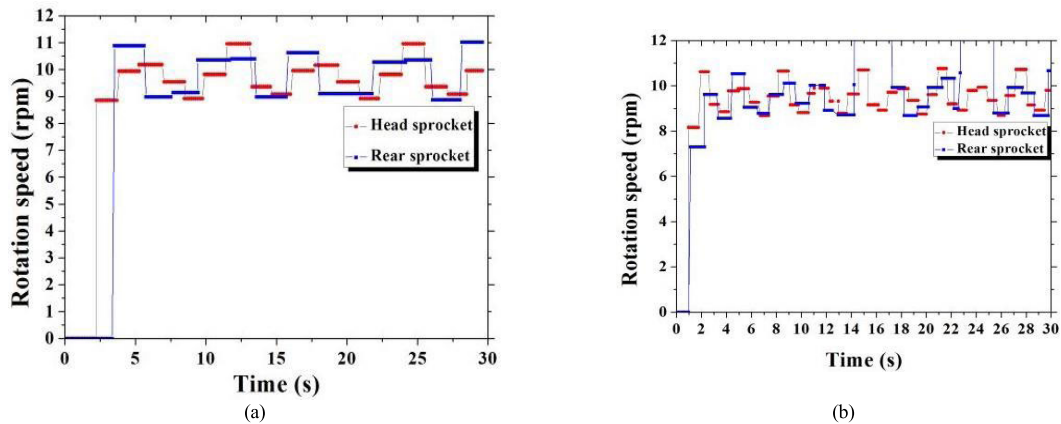 12
11
10
9
8
7
6
5
4
3
2
1
0
Rotation speed (rpm)
Head sprocket
Rear sprocket
0 5 10 15 20 25 30
Time (s)
(a)
12
10
8
6
4
2
0
Rotation speed (rpm)
Head sprocket
Rear sprocket
0 2 4 6 8 10 12 14 16 18 20 22 24 26 28 30
Time (s)
(b)